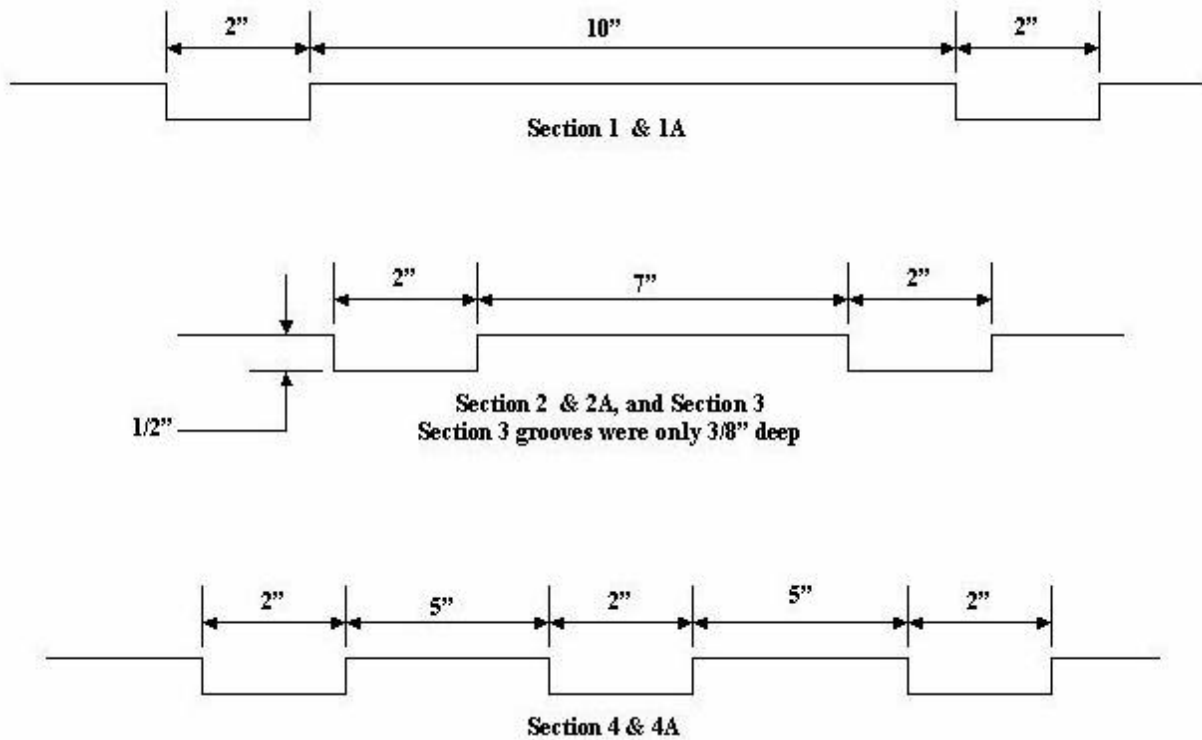 2” 10” 2”
Section 1 & 1A
2” 7” 2”
1/2”
Section 2 & 2A, and Section 3
Section 3 grooves were only 3/8” deep
2” 5” 2” 5” 2”
Section 4 & 4A